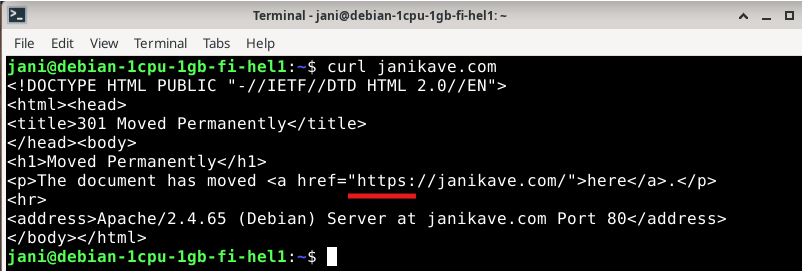 Terminal - jani@debian-1cpu-1gb-fi-hel1: ~
File Edit View Terminal Tabs Help
jani@debian-1cpu-1gb-fi-hel1:~$ curl janikave.com
<!DOCTYPE HTML PUBLIC "-//IETF//DTD HTML 2.0//EN">
<html><head>
<title>301 Moved Permanently</title>
</head><body>
<h1>Moved Permanently</h1>
<p>The document has moved <a href="https://janikave.com/">here</a>.</p>
<hr>
<address>Apache/2.4.65 (Debian) Server at janikave.com Port 80</address>
</body></html>
jani@debian-1cpu-1gb-fi-hel1:~$